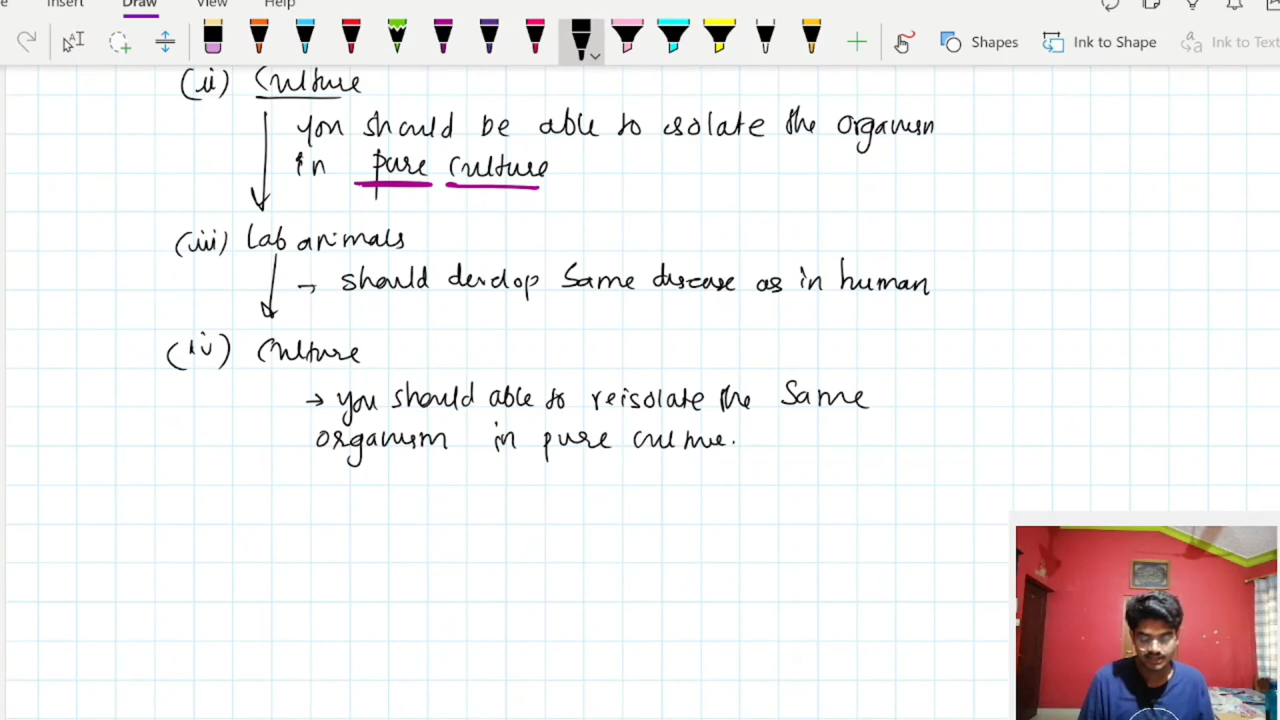 Insert Draw View Help
Shapes Ink to Shape Ink to Text
(ii) Culture
you should be able to isolate the organism
in pure culture
(iii) Lab animals
→ should develop same disease as in human
(iv) Culture
→ you should able to reisolate the same
organism in pure culture.